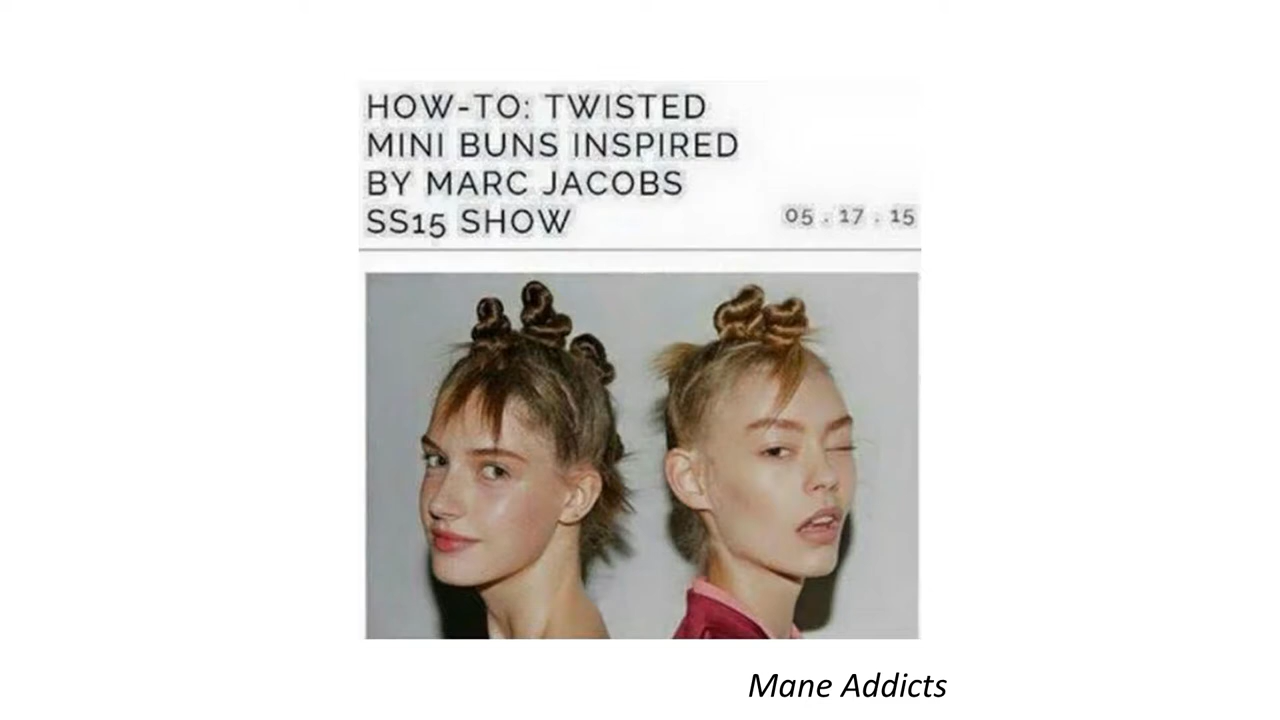 HOW-TO: TWISTED
MINI BUNS INSPIRED
BY MARC JACOBS
SS15 SHOW
05 . 17 . 15
Mane Addicts